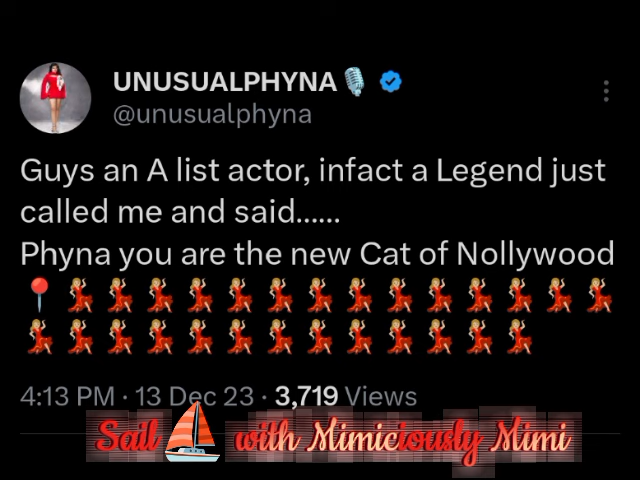 UNUSUALPHYNA🎙️
@unusualphyna
Guys an A list actor, infact a Legend just
called me and said......
Phyna you are the new Cat of Nollywood
📍💃💃💃💃💃💃💃💃💃💃💃💃💃💃
💃💃💃💃💃💃💃💃💃💃💃💃💃
4:13 PM · 13 Dec 23 · 3,719 Views
Sail⛵ with Mimiciously Mimi